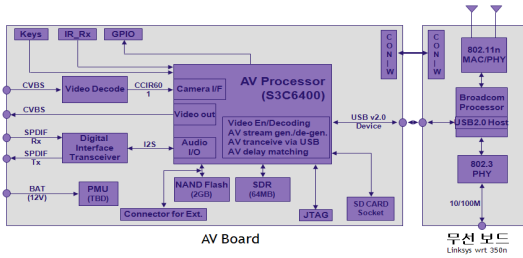 Keys
IR_Rx
GPIO
CON-W
CON-W
802.11n
MAC/PHY
CVBS
Video Decode
CCIR60
1
Camera I/F
AV Processor
(S3C6400)
Broadcom
Processor
USB2.0 Host
CVBS
Video out
Video En/Decoding
AV stream gen./de-gen.
AV tranceive via USB
AV delay matching
USB v2.0
Device
SPDIF
Rx
SPDIF
Tx
Digital
Interface
Transceiver
I2S
Audio
I/O
802.3
PHY
BAT
(12V)
PMU
(TBD)
NAND Flash
(2GB)
SDR
(64MB)
Connector for Ext.
JTAG
SD CARD
Socket
10/100M
AV Board
무선 보드
Linksys wrt 350n